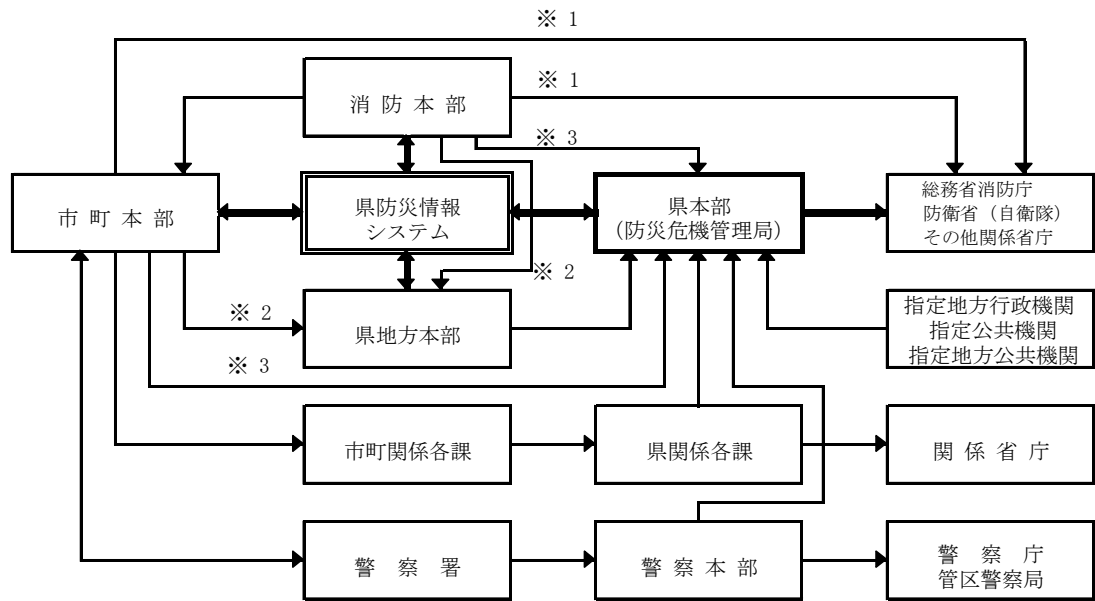 ※ 1
※ 1
消 防 本 部
※ 3
市 町 本 部
県防災情報
システム
県本部
(防災危機管理局)
総務省消防庁
防衛省（自衛隊）
その他関係省庁
※ 2
※ 2
県地方本部
指定地方行政機関
指定公共機関
指定地方公共機関
※ 3
市町関係各課
県関係各課
関 係 省 庁
警 察 署
警 察 本 部
警 察 庁
管区警察局